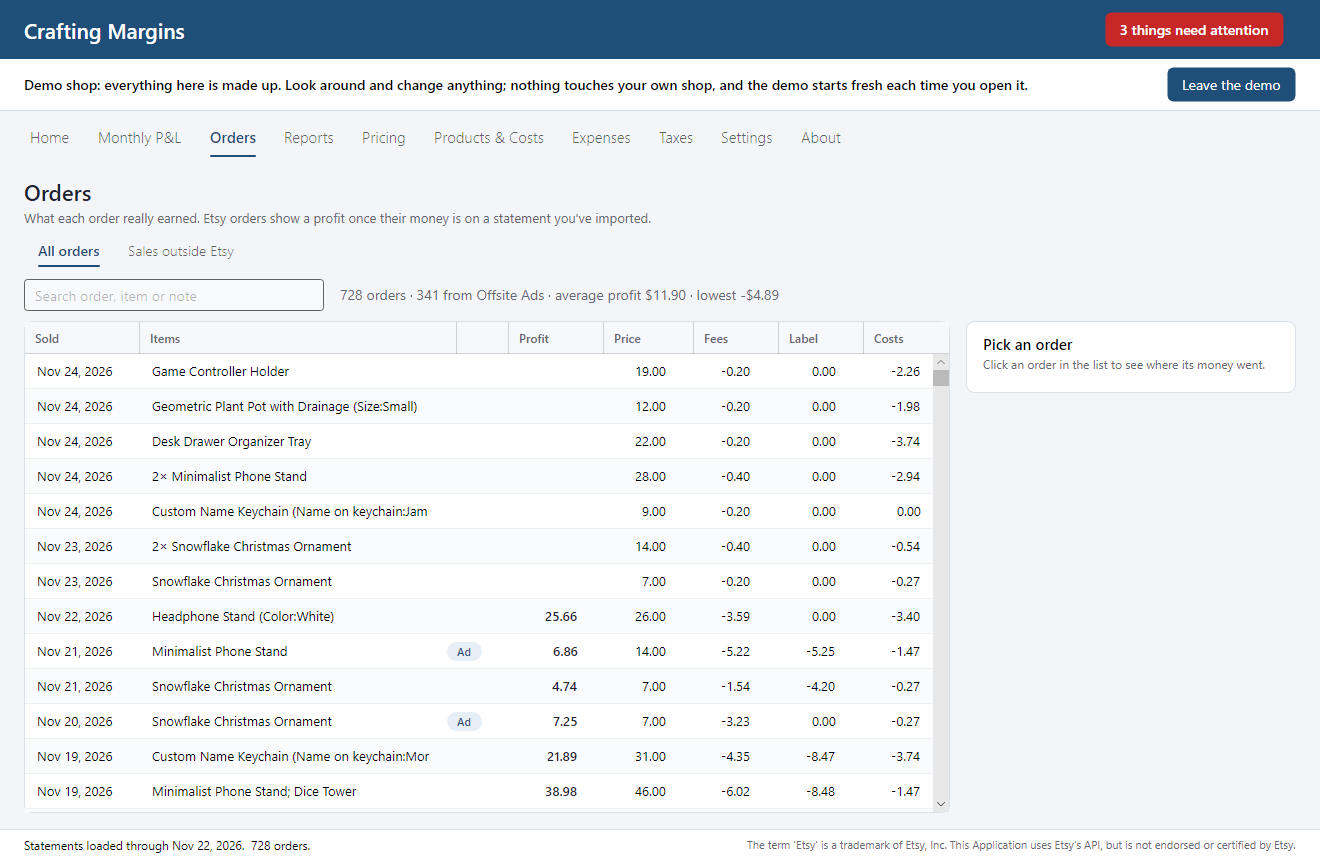 Crafting Margins
3 things need attention
Demo shop: everything here is made up. Look around and change anything; nothing touches your own shop, and the demo starts fresh each time you open it.
Leave the demo
Home Monthly P&L Orders Reports Pricing Products & Costs Expenses Taxes Settings About
Orders
What each order really earned. Etsy orders show a profit once their money is on a statement you've imported.
All orders Sales outside Etsy
Search order, item or note
728 orders · 341 from Offsite Ads · average profit $11.90 · lowest -$4.89
Sold Items Profit Price Fees Label Costs
Nov 24, 2026 Game Controller Holder 19.00 -0.20 0.00 -2.26
Nov 24, 2026 Geometric Plant Pot with Drainage (Size:Small) 12.00 -0.20 0.00 -1.98
Nov 24, 2026 Desk Drawer Organizer Tray 22.00 -0.20 0.00 -3.74
Nov 24, 2026 2× Minimalist Phone Stand 28.00 -0.40 0.00 -2.94
Nov 24, 2026 Custom Name Keychain (Name on keychain:Jam 9.00 -0.20 0.00 0.00
Nov 23, 2026 2× Snowflake Christmas Ornament 14.00 -0.40 0.00 -0.54
Nov 23, 2026 Snowflake Christmas Ornament 7.00 -0.20 0.00 -0.27
Nov 22, 2026 Headphone Stand (Color:White) 25.66 26.00 -3.59 0.00 -3.40
Nov 21, 2026 Minimalist Phone Stand Ad 6.86 14.00 -5.22 -5.25 -1.47
Nov 21, 2026 Snowflake Christmas Ornament 4.74 7.00 -1.54 -4.20 -0.27
Nov 20, 2026 Snowflake Christmas Ornament Ad 7.25 7.00 -3.23 0.00 -0.27
Nov 19, 2026 Custom Name Keychain (Name on keychain:Mor 21.89 31.00 -4.35 -8.47 -3.74
Nov 19, 2026 Minimalist Phone Stand; Dice Tower 38.98 46.00 -6.02 -8.48 -1.47
Pick an order
Click an order in the list to see where its money went.
Statements loaded through Nov 22, 2026. 728 orders.
The term 'Etsy' is a trademark of Etsy, Inc. This Application uses Etsy's API, but is not endorsed or certified by Etsy.